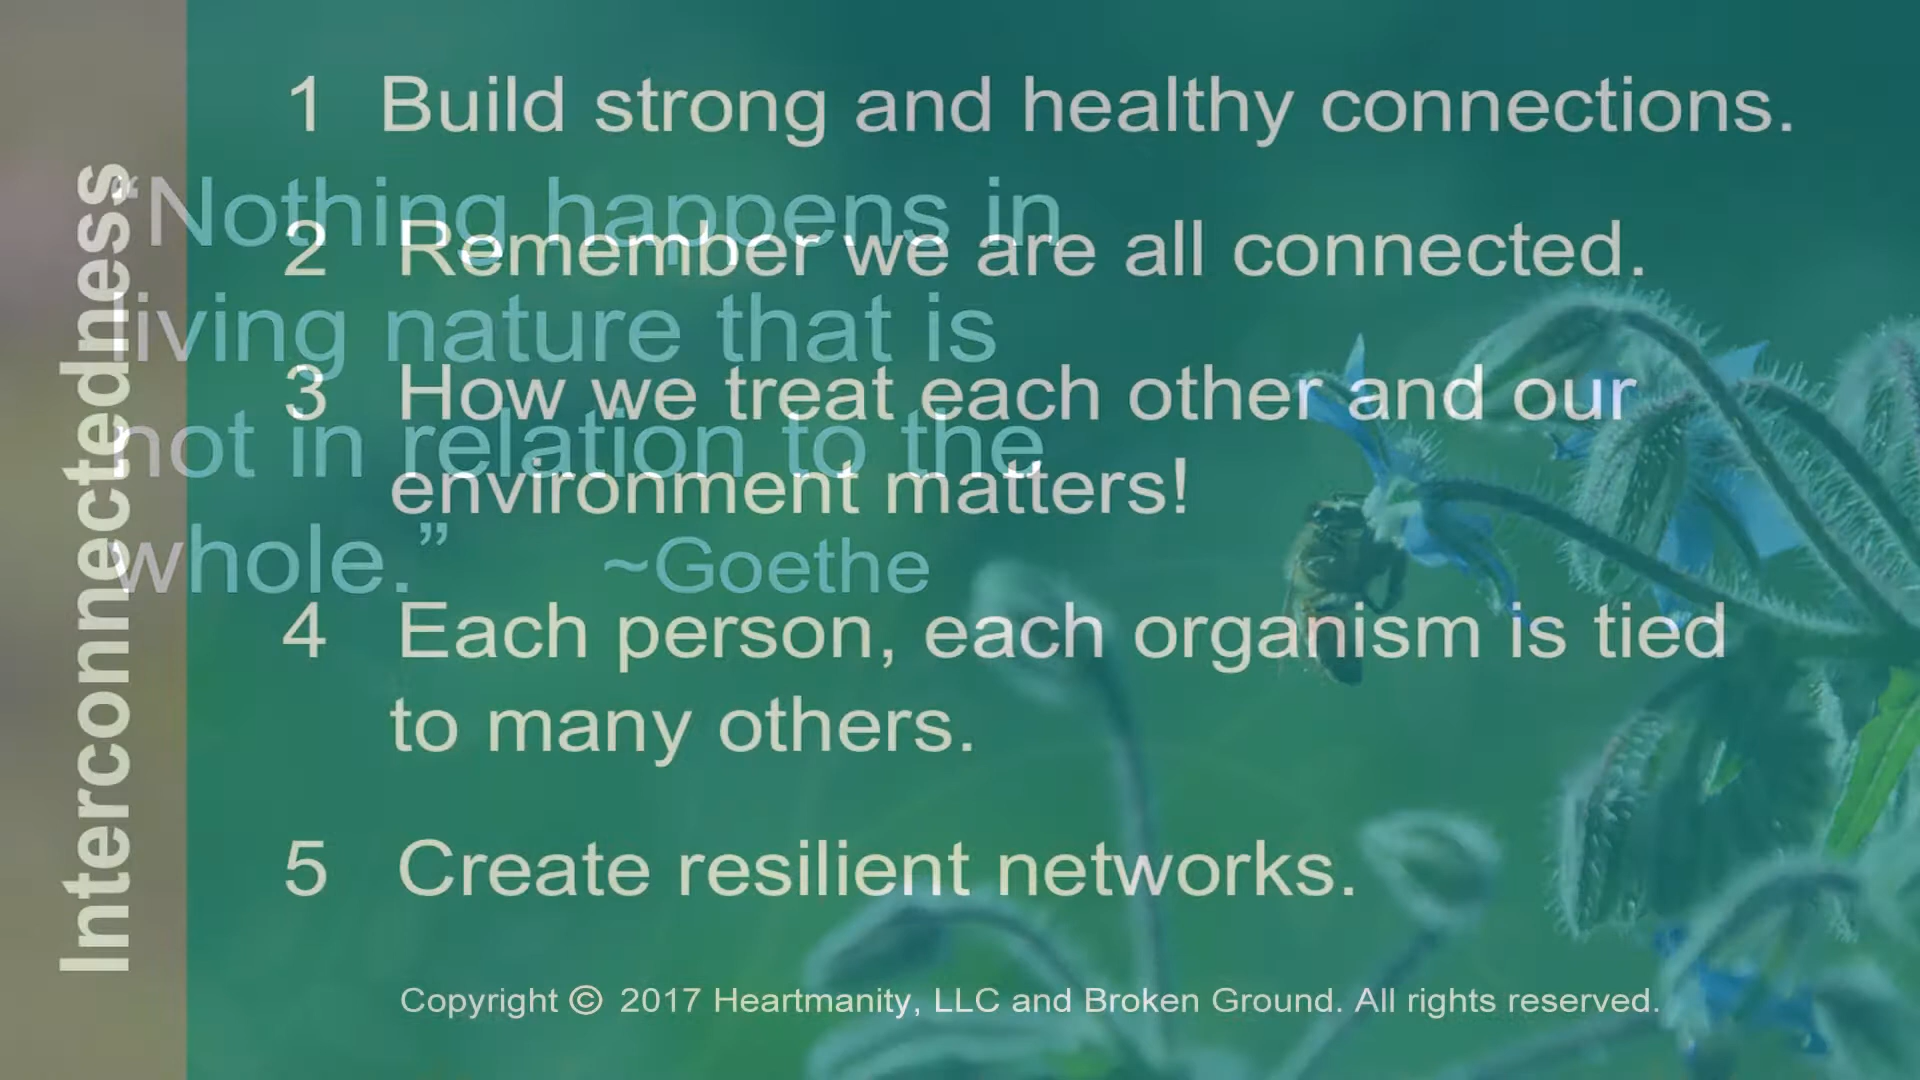 Interconnectedness
1 Build strong and healthy connections.
2 Remember we are all connected.
3 How we treat each other and our
environment matters!
4 Each person, each organism is tied
to many others.
5 Create resilient networks.
“Nothing happens in
living nature that is
not in relation to the
whole.” ~Goethe
Copyright © 2017 Heartmanity, LLC and Broken Ground. All rights reserved.